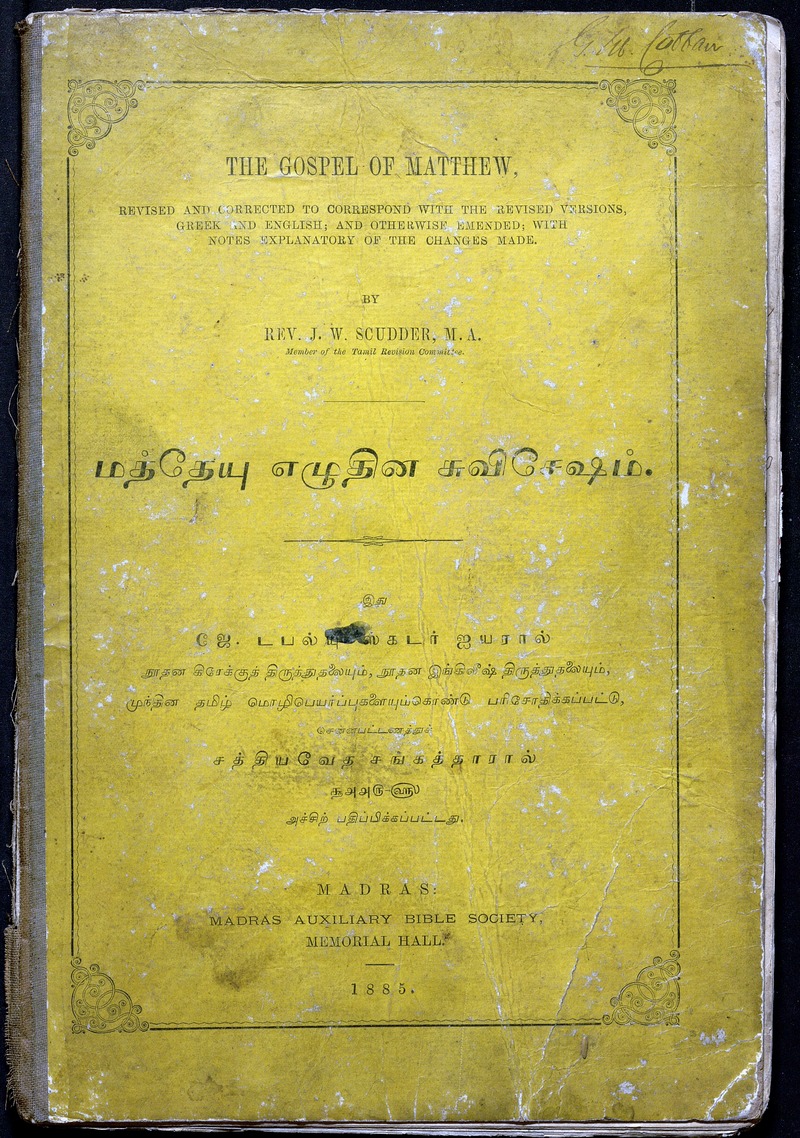 G. W. Cobban
THE GOSPEL OF MATTHEW,
REVISED AND CORRECTED TO CORRESPOND WITH THE REVISED VERSIONS,
GREEK AND ENGLISH; AND OTHERWISE EMENDED; WITH
NOTES EXPLANATORY OF THE CHANGES MADE.
BY
REV. J. W. SCUDDER, M.A.
Member of the Tamil Revision Committee.
மத்தேயு எழுதின சுவிசேஷம்.
இது
ஜே. டபல்யு ஸ்கடர் ஐயரால்
நூதன கிரேக்குத் திருத்துதலையும், நூதன இங்கிலீஷ் திருத்துதலையும்,
முந்தின தமிழ் மொழிபெயர்ப்புகளையுங்கொண்டு பரிசோதிக்கப்பட்டு,
சென்னபட்டணத்துச்
சத்தியவேத சங்கத்தாரால்
௧௮௮௫-௵
அச்சிற் பதிப்பிக்கப்பட்டது.
MADRAS:
MADRAS AUXILIARY BIBLE SOCIETY,
MEMORIAL HALL.
1885.